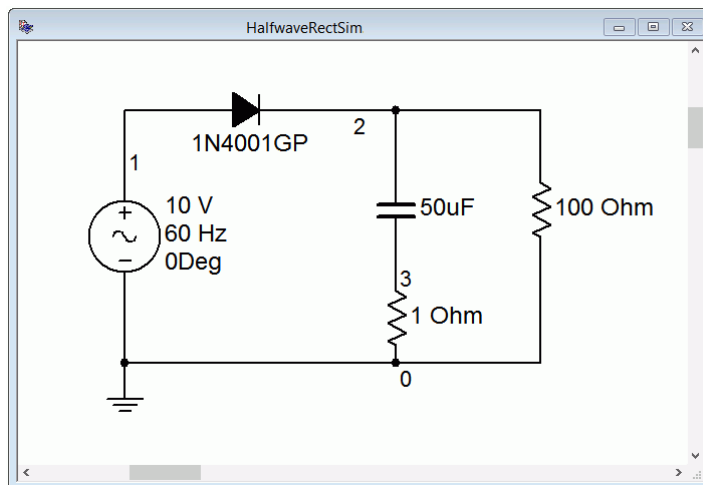 HalfwaveRectSim
1N4001GP
2
1
10 V
60 Hz
0Deg
50uF
100 Ohm
3
1 Ohm
0